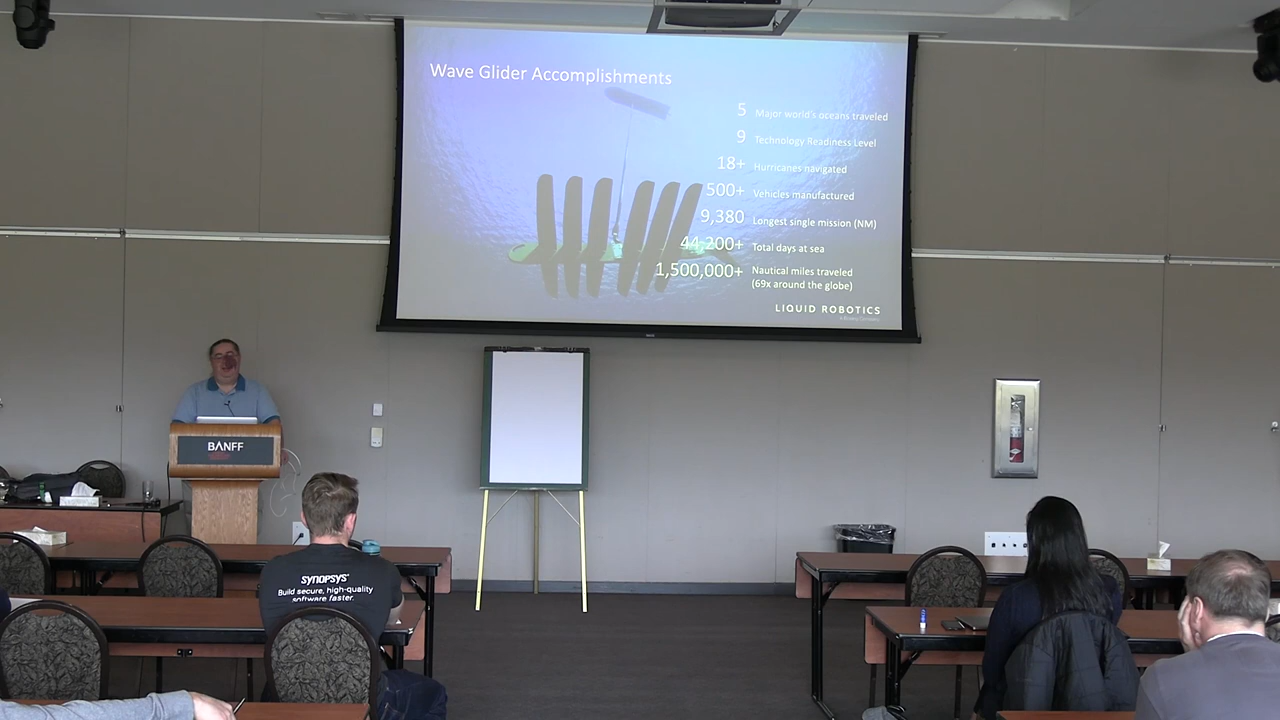 Wave Glider Accomplishments
5 Major world's oceans traveled
9 Technology Readiness Level
18+ Hurricanes navigated
500+ Vehicles manufactured
9,380 Longest single mission (NM)
44,200+ Total days at sea
1,500,000+ Nautical miles traveled
(69x around the globe)
LIQUID ROBOTICS
A Boeing Company
BANFF
SYNOPSYS
Build secure, high-quality
software faster.